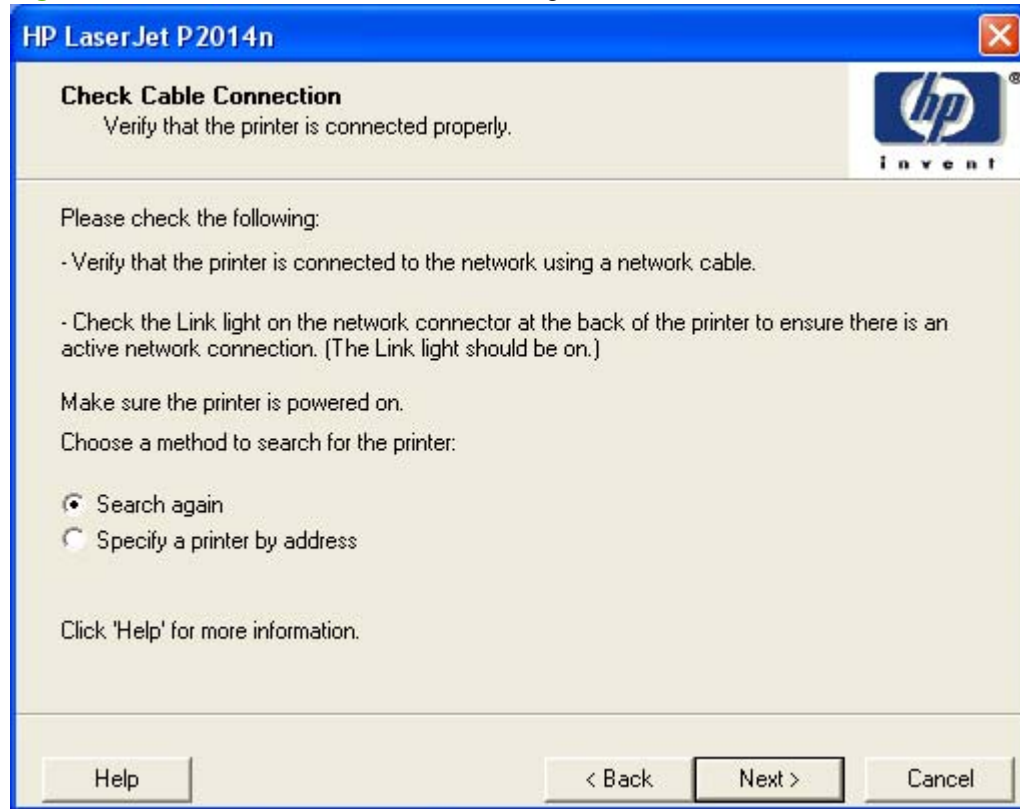 HP LaserJet P2014n
Check Cable Connection
Verify that the printer is connected properly.
hp
®
invent
Please check the following:
- Verify that the printer is connected to the network using a network cable.
- Check the Link light on the network connector at the back of the printer to ensure there is an
active network connection. (The Link light should be on.)
Make sure the printer is powered on.
Choose a method to search for the printer:
Search again
Specify a printer by address
Click 'Help' for more information.
Help
< Back
Next >
Cancel